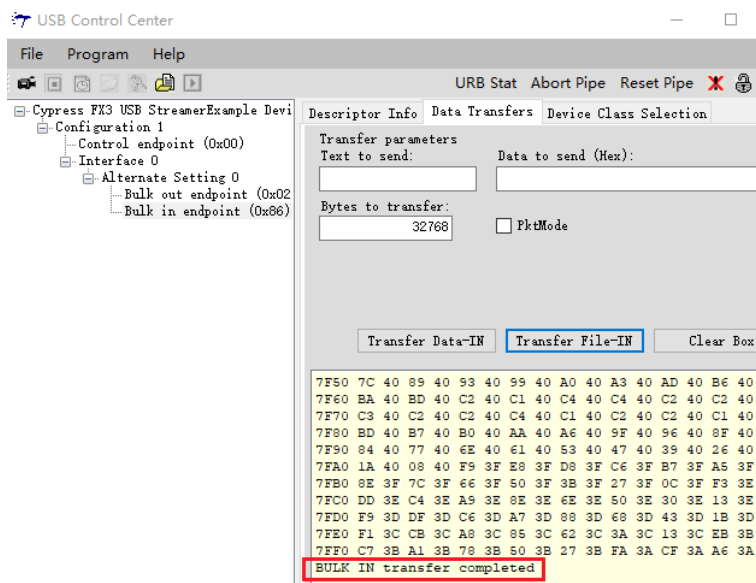 USB Control Center
File Program Help
URB Stat Abort Pipe Reset Pipe
Cypress FX3 USB StreamerExample Devi
Configuration 1
Control endpoint (0x00)
Interface 0
Alternate Setting 0
Bulk out endpoint (0x02
Bulk in endpoint (0x86)
Descriptor Info Data Transfers Device Class Selection
Transfer parameters
Text to send: Data to send (Hex):
Bytes to transfer:
32768 PktMode
Transfer Data-IN Transfer File-IN Clear Box
7F50 7C 40 89 40 93 40 99 40 A0 40 A3 40 AD 40 B6 40
7F60 BA 40 BD 40 C2 40 C1 40 C4 40 C4 40 C2 40 C2 40
7F70 C3 40 C2 40 C2 40 C4 40 C1 40 C2 40 C2 40 C1 40
7F80 BD 40 B7 40 B0 40 AA 40 A6 40 9F 40 96 40 8F 40
7F90 84 40 77 40 6E 40 61 40 53 40 47 40 39 40 26 40
7FA0 1A 40 08 40 F9 3F E8 3F D8 3F C6 3F B7 3F A5 3F
7FB0 8E 3F 7C 3F 66 3F 50 3F 3B 3F 27 3F 0C 3F F3 3E
7FC0 DD 3E C4 3E A9 3E 8E 3E 6E 3E 50 3E 30 3E 13 3E
7FD0 F9 3D DF 3D C6 3D A7 3D 88 3D 68 3D 43 3D 1B 3D
7FE0 F1 3C CB 3C A8 3C 85 3C 62 3C 3A 3C 13 3C EB 3B
7FF0 C7 3B A1 3B 78 3B 50 3B 27 3B FA 3A CF 3A A6 3A
BULK IN transfer completed